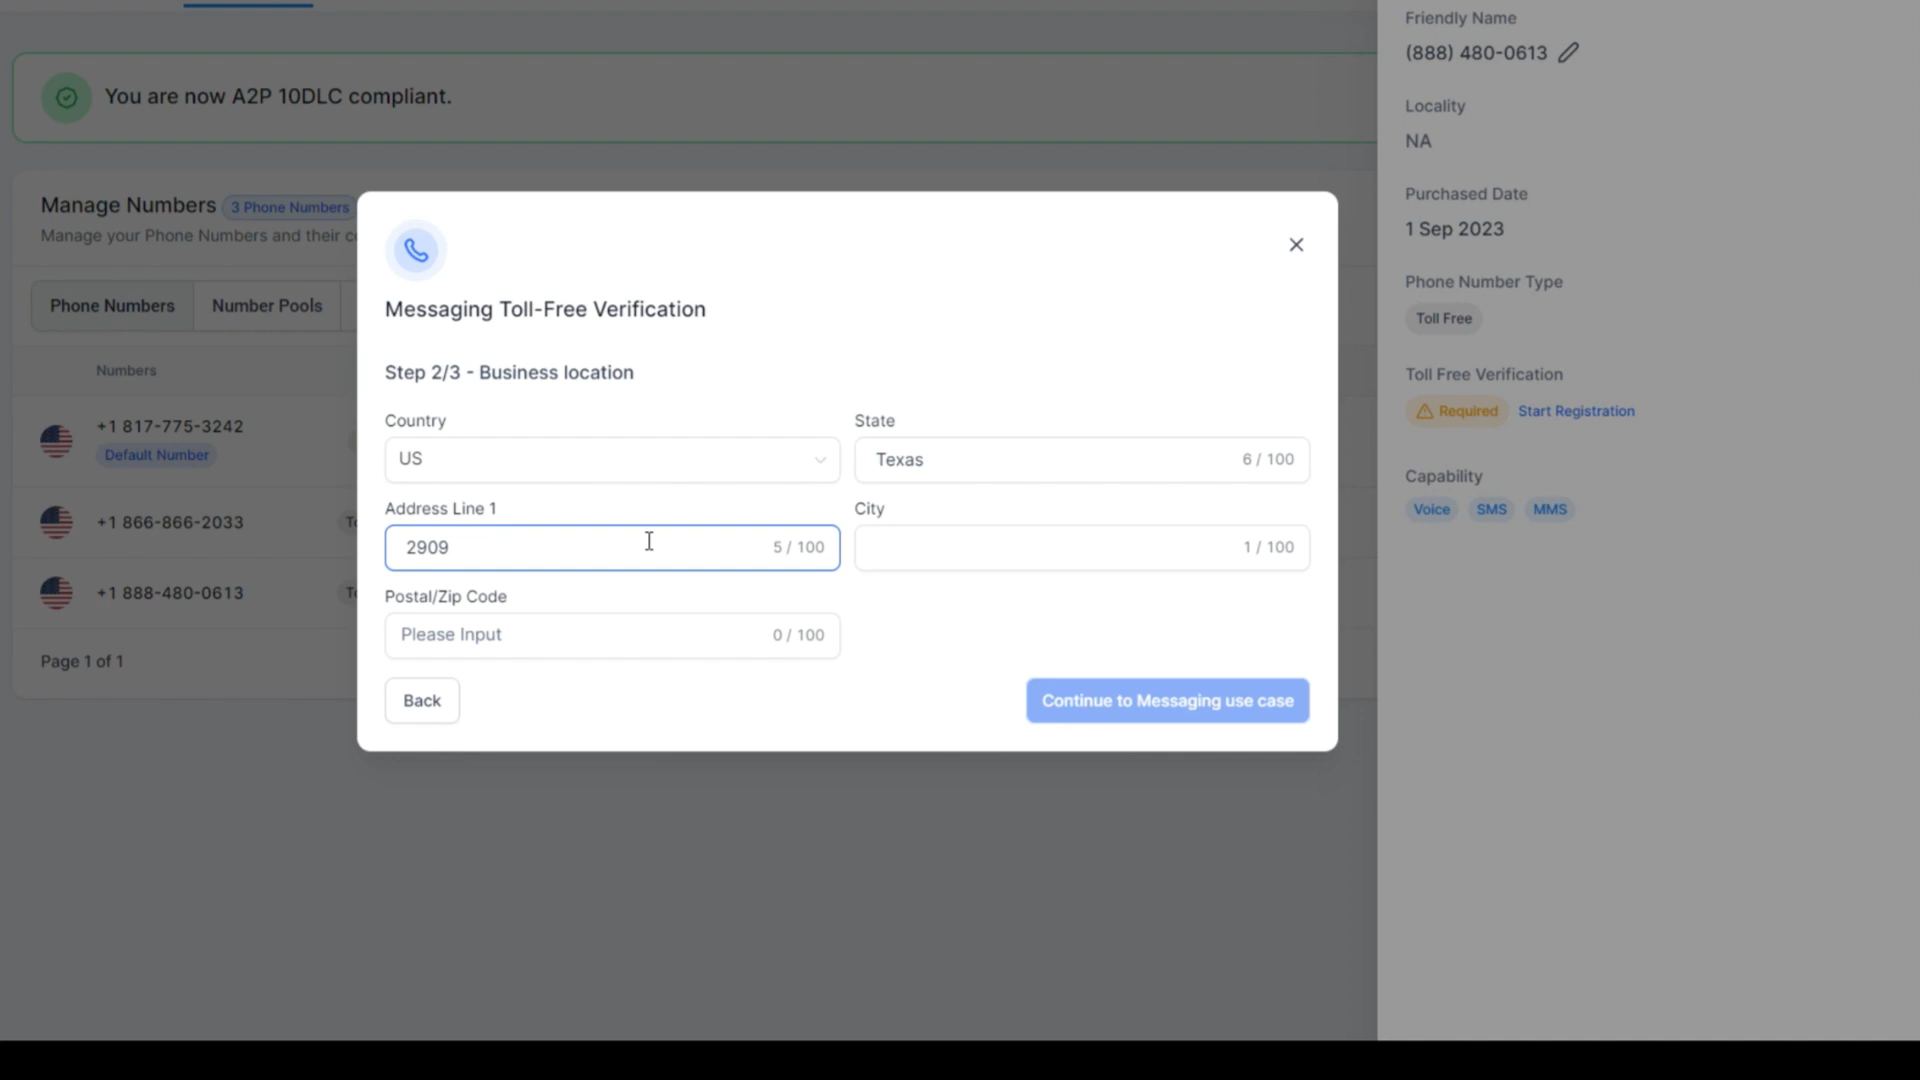 You are now A2P 10DLC compliant.
Manage Numbers 3 Phone Numbers
Manage your Phone Numbers and their
Phone Numbers Number Pools
Numbers
+1 817-775-3242
Default Number
+1 866-866-2033
+1 888-480-0613
Page 1 of 1
Messaging Toll-Free Verification
Step 2/3 - Business location
Country
US
State
Texas 6 / 100
Address Line 1
2909 5 / 100
City
1 / 100
Postal/Zip Code
Please Input 0 / 100
Back
Continue to Messaging use case
Friendly Name
(888) 480-0613
Locality
NA
Purchased Date
1 Sep 2023
Phone Number Type
Toll Free
Toll Free Verification
Required Start Registration
Capability
Voice SMS MMS